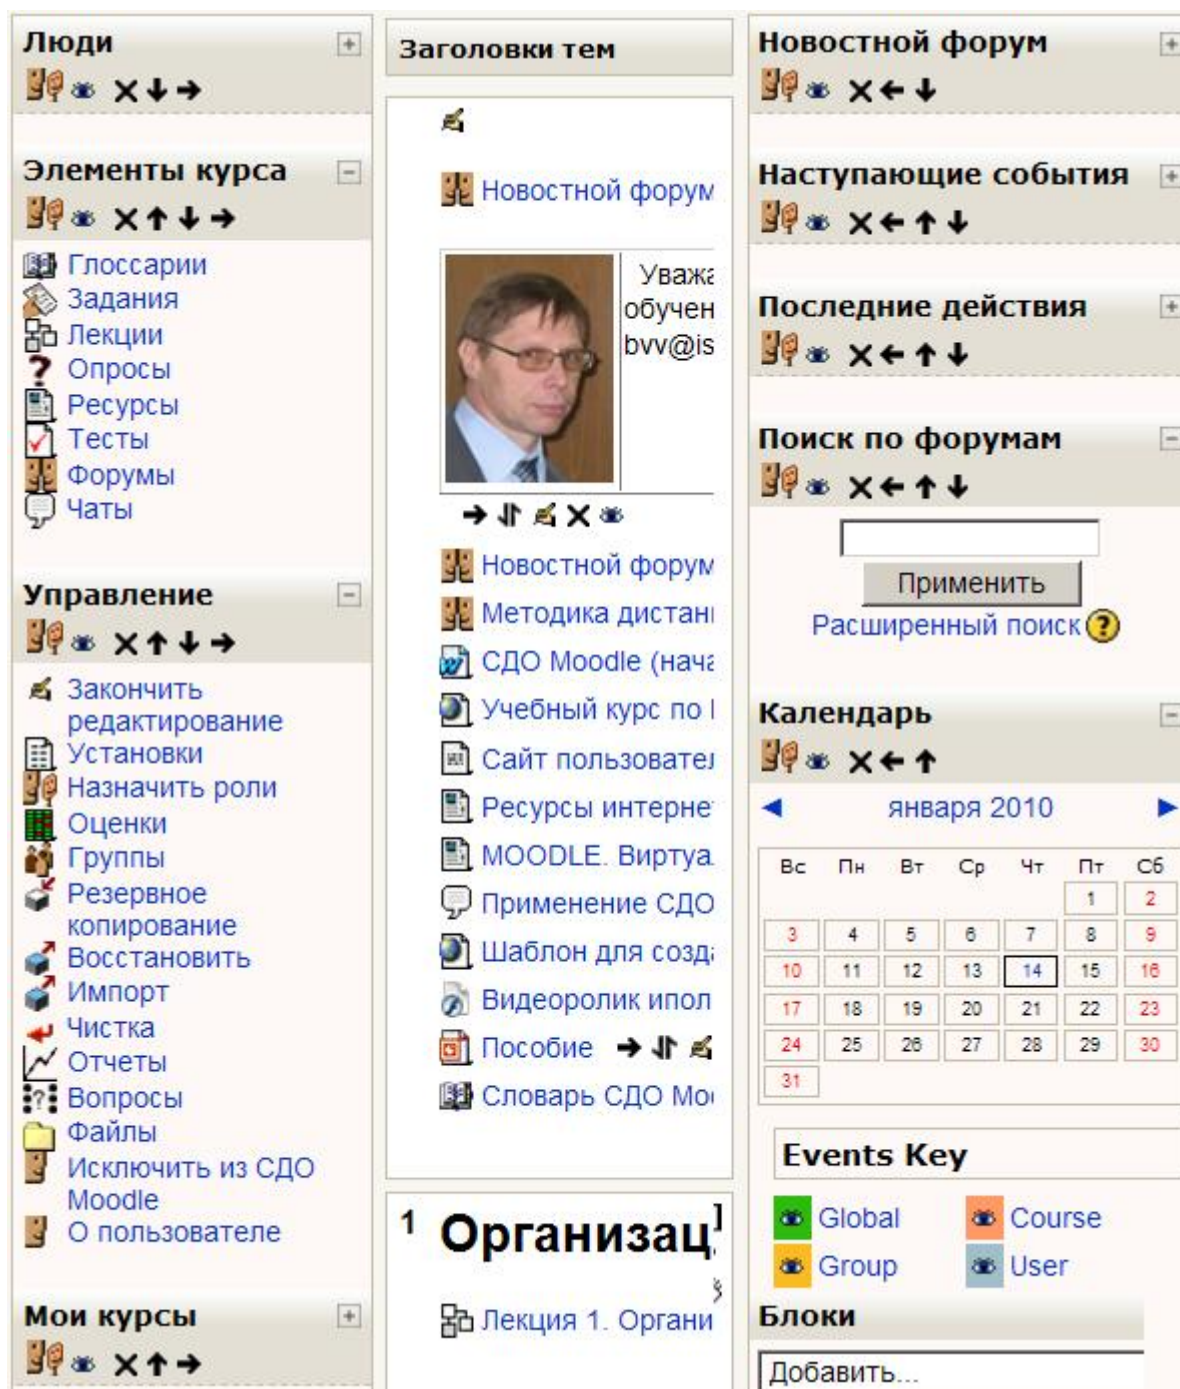 Люди
Элементы курса
Глоссарии
Задания
Лекции
Опросы
Ресурсы
Тесты
Форумы
Чаты
Управление
Закончить
редактирование
Установки
Назначить роли
Оценки
Группы
Резервное
копирование
Восстановить
Импорт
Чистка
Отчеты
Вопросы
Файлы
Исключить из СДО
Moodle
О пользователе
Мои курсы
Заголовки тем
Новостной форум
Уважа
обучен
bvv@is
Новостной форум
Методика дистан
СДО Moodle (нача
Учебный курс по
Сайт пользовател
Ресурсы интерне
MOODLE. Виртуа
Применение СДО
Шаблон для созд
Видеоролик ипол
Пособие
Словарь СДО Мо
1 Организац
Лекция 1. Органи
Новостной форум
Наступающие события
Последние действия
Поиск по форумам
Применить
Расширенный поиск
Календарь
января 2010
Вс Пн Вт Ср Чт Пт Сб
1 2
3 4 5 6 7 8 9
10 11 12 13 14 15 16
17 18 19 20 21 22 23
24 25 26 27 28 29 30
31
Events Key
Global Course
Group User
Блоки
Добавить...